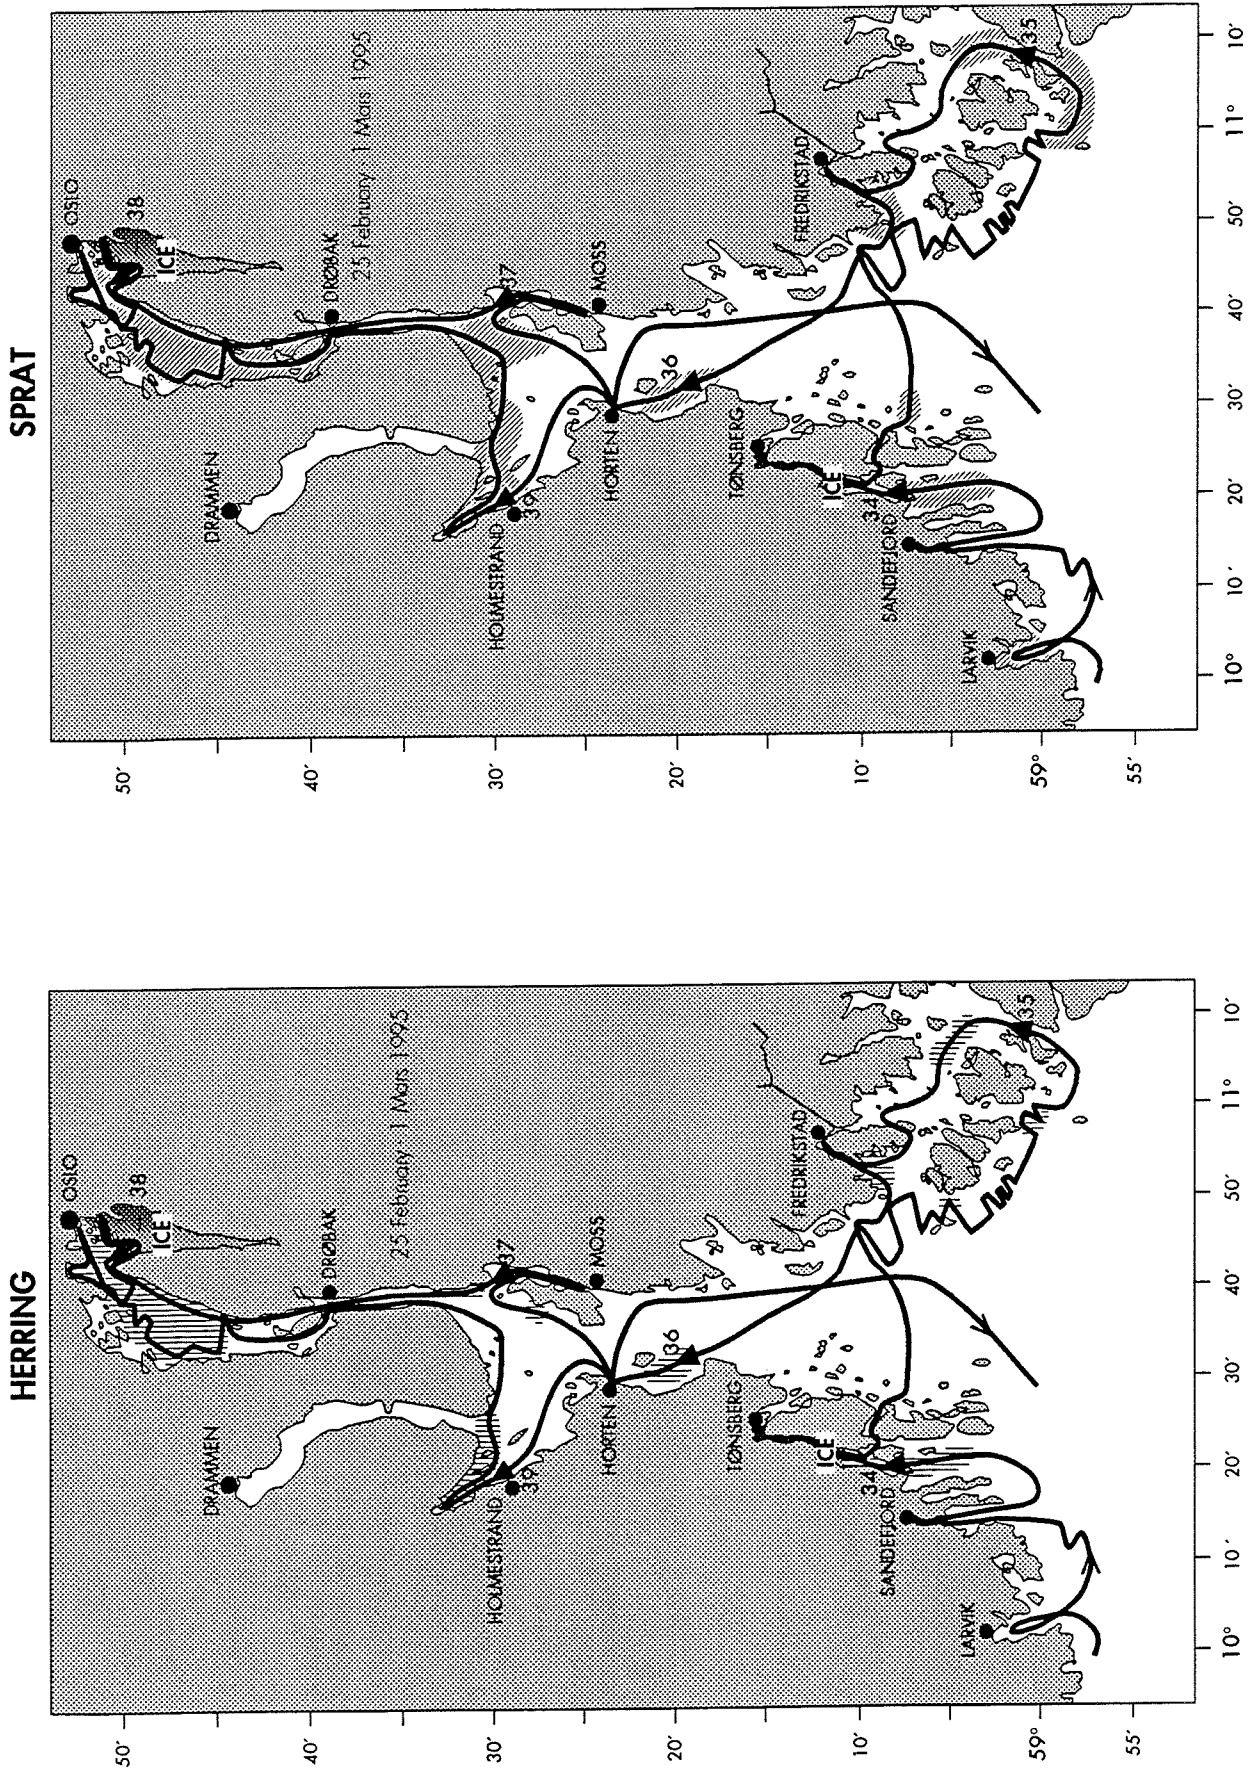 HERRING
OSLO
38
ICE
DRØBAK
DRAMMEN
25 February - 1 Mars 1995
37
MOSS
HOLMESTRAND
39
HORTEN
36
FREDRIKSTAD
TØNSBERG
ICE
34
SANDEFJORD
LARVIK
35
50´
40´
30´
20´
10´
59°
55´
10°
10´
20´
30´
40´
50´
11°
10´
SPRAT
OSLO
38
ICE
DRØBAK
DRAMMEN
25 February - 1 Mars 1995
37
MOSS
HOLMESTRAND
39
HORTEN
36
FREDRIKSTAD
TØNSBERG
ICE
34
SANDEFJORD
LARVIK
35
50´
40´
30´
20´
10´
59°
55´
10°
10´
20´
30´
40´
50´
11°
10´